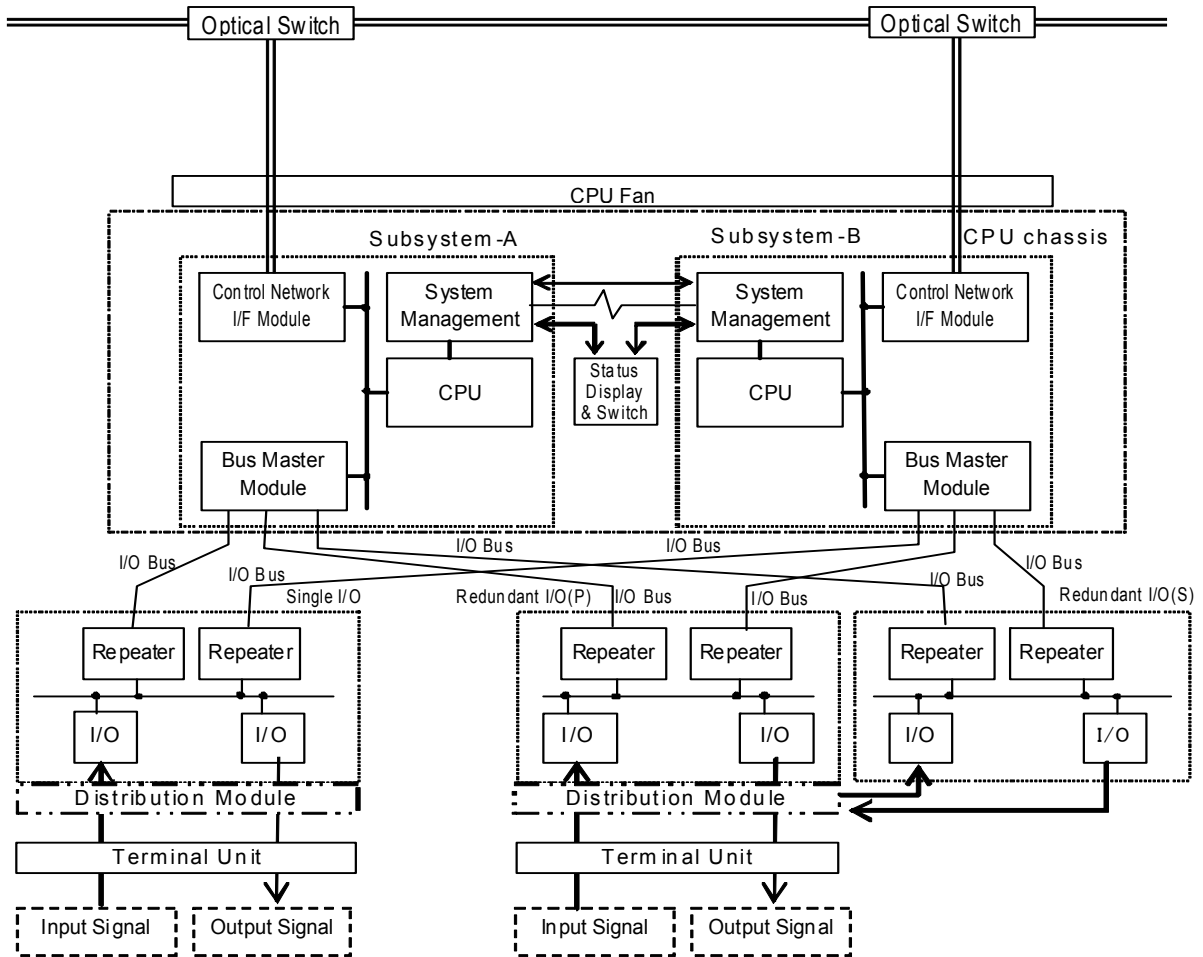 Optical Switch
Optical Switch
CPU Fan
Subsystem-A
Subsystem-B
CPU chassis
Control Network
I/F Module
System
Management
System
Management
Control Network
I/F Module
CPU
Status
Display
& Switch
CPU
Bus Master
Module
Bus Master
Module
I/O Bus
I/O Bus
I/O Bus
I/O Bus
I/O Bus
I/O Bus
I/O Bus
I/O Bus
Single I/O
Redundant I/O(P)
Redundant I/O(S)
Repeater
Repeater
Repeater
Repeater
Repeater
Repeater
I/O
I/O
I/O
I/O
I/O
I/O
Distribution Module
Distribution Module
Terminal Unit
Terminal Unit
Input Signal
Output Signal
Input Signal
Output Signal